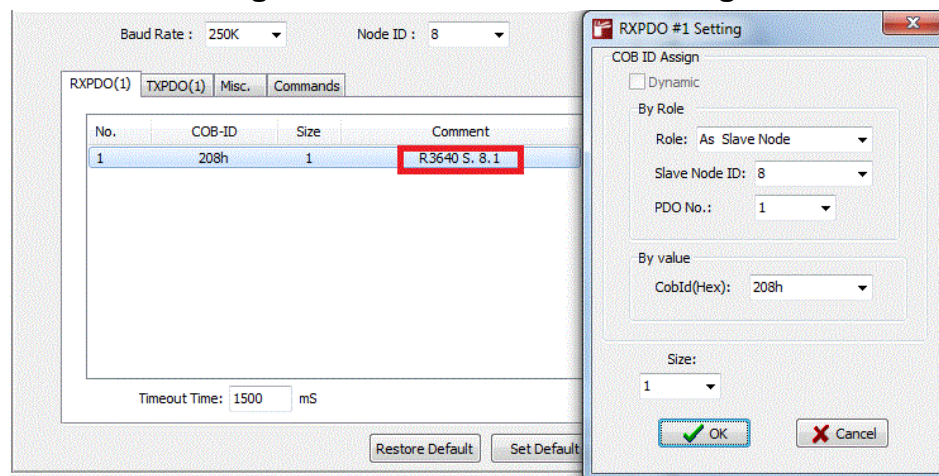 Baud Rate : 250K Node ID : 8
RXPDO(1) TXPDO(1) Misc. Commands
No. COB-ID Size Comment
1 208h 1 R3640 S. 8.1
Timeout Time: 1500 mS
Restore Default Set Default
RXPDO #1 Setting
COB ID Assign
Dynamic
By Role
Role: As Slave Node
Slave Node ID: 8
PDO No.: 1
By value
CobId(Hex): 208h
Size:
1
OK Cancel